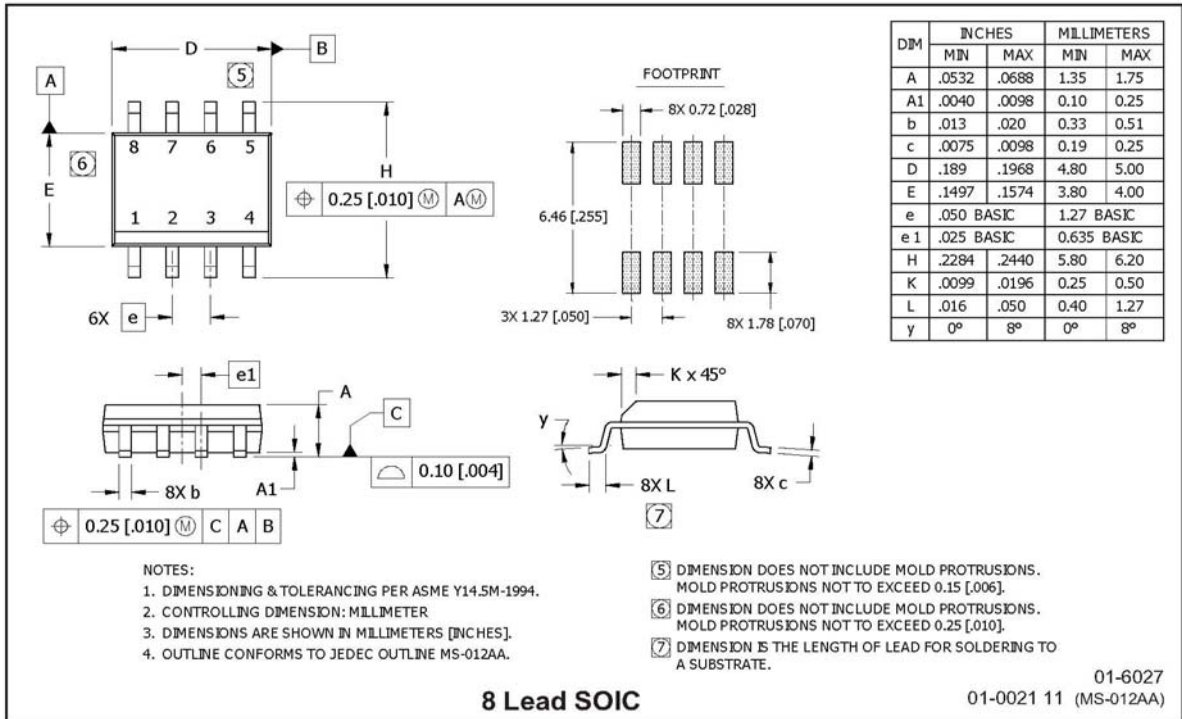 D
B
5
A
8 7 6 5
6
E
H
⌖ 0.25 [.010] Ⓜ AⓂ
1 2 3 4
6X e
FOOTPRINT
8X 0.72 [.028]
6.46 [.255]
3X 1.27 [.050]
8X 1.78 [.070]
DIM INCHES MILLIMETERS
MIN MAX MIN MAX
A .0532 .0688 1.35 1.75
A1 .0040 .0098 0.10 0.25
b .013 .020 0.33 0.51
c .0075 .0098 0.19 0.25
D .189 .1968 4.80 5.00
E .1497 .1574 3.80 4.00
e .050 BASIC 1.27 BASIC
e 1 .025 BASIC 0.635 BASIC
H .2284 .2440 5.80 6.20
K .0099 .0196 0.25 0.50
L .016 .050 0.40 1.27
y 0° 8° 0° 8°
e1
A
C
⌓ 0.10 [.004]
8X b
A1
⌖ 0.25 [.010] Ⓜ C A B
K x 45°
y
8X L
8X c
7
NOTES:
1. DIMENSIONING & TOLERANCING PER ASME Y14.5M-1994.
2. CONTROLLING DIMENSION: MILLIMETER
3. DIMENSIONS ARE SHOWN IN MILLIMETERS [INCHES].
4. OUTLINE CONFORMS TO JEDEC OUTLINE MS-012AA.
5 DIMENSION DOES NOT INCLUDE MOLD PROTRUSIONS.
MOLD PROTRUSIONS NOT TO EXCEED 0.15 [.006].
6 DIMENSION DOES NOT INCLUDE MOLD PROTRUSIONS.
MOLD PROTRUSIONS NOT TO EXCEED 0.25 [.010].
7 DIMENSION IS THE LENGTH OF LEAD FOR SOLDERING TO
A SUBSTRATE.
8 Lead SOIC
01-6027
01-0021 11 (MS-012AA)